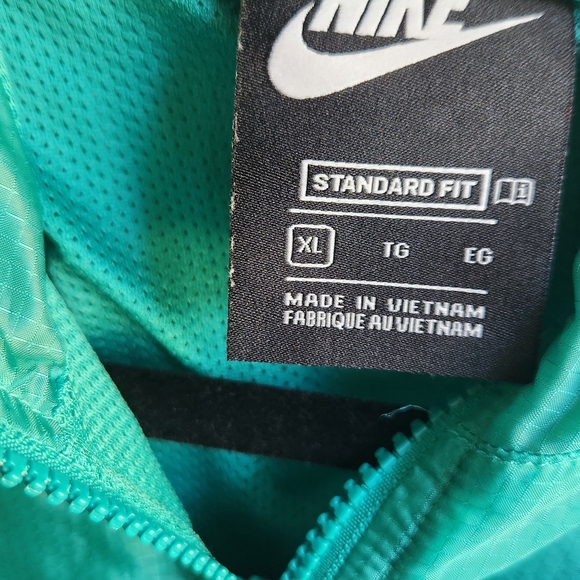 NIKE
STANDARD FIT i
XL TG EG
MADE IN VIETNAM
FABRIQUE AU VIETNAM